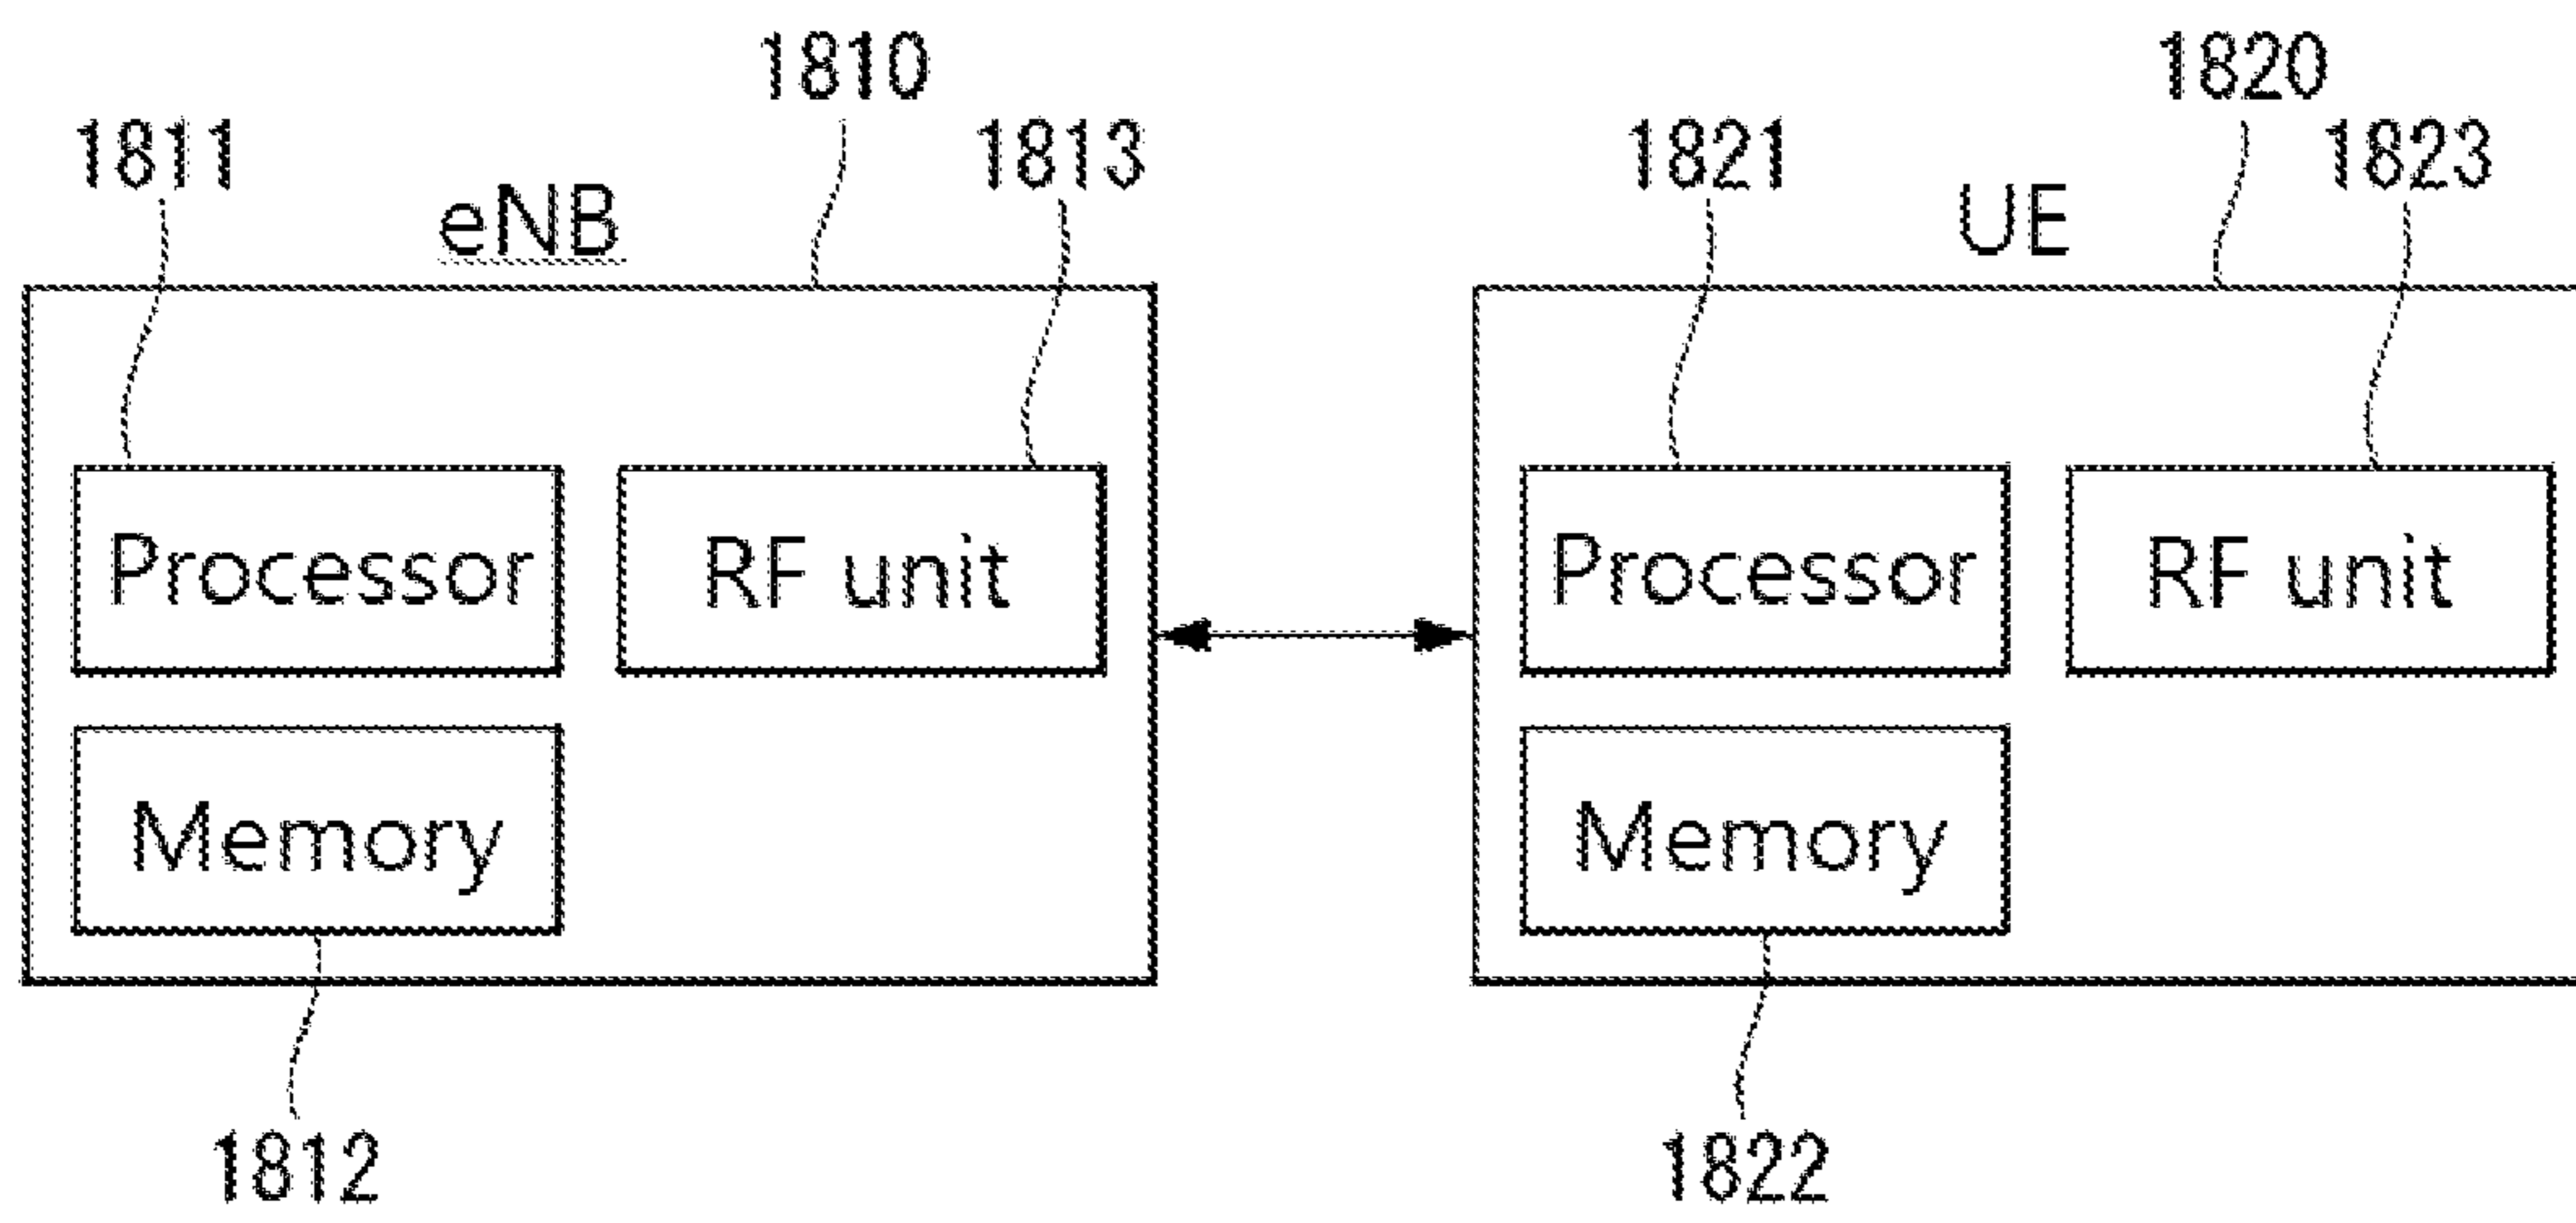 1810 1820
1811 1813 1821 1823
eNB UE
Processor RF unit Processor RF unit
Memory Memory
1812 1822